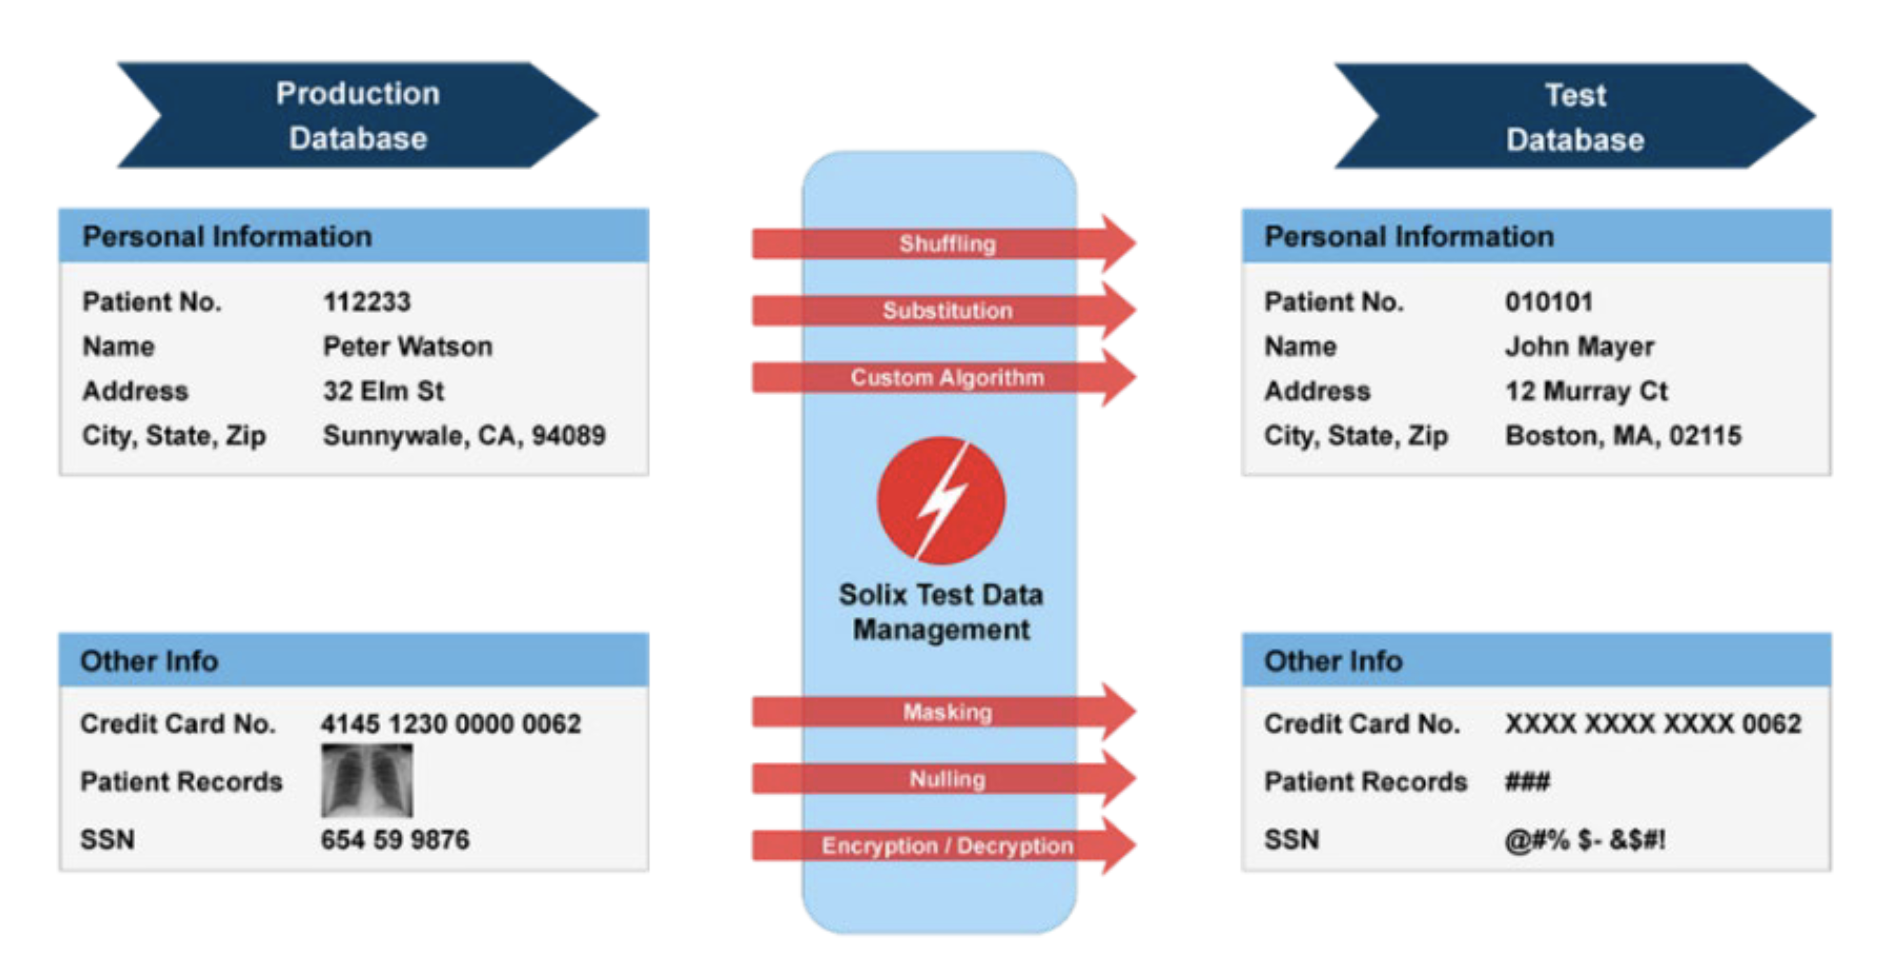 Production
Database
Test
Database
Personal Information
Patient No. 112233
Name Peter Watson
Address 32 Elm St
City, State, Zip Sunnywale, CA, 94089
Shuffling
Substitution
Custom Algorithm
Solix Test Data
Management
Personal Information
Patient No. 010101
Name John Mayer
Address 12 Murray Ct
City, State, Zip Boston, MA, 02115
Other Info
Credit Card No. 4145 1230 0000 0062
Patient Records
SSN 654 59 9876
Masking
Nulling
Encryption / Decryption
Other Info
Credit Card No. XXXX XXXX XXXX 0062
Patient Records ###
SSN @#% $- &$#!